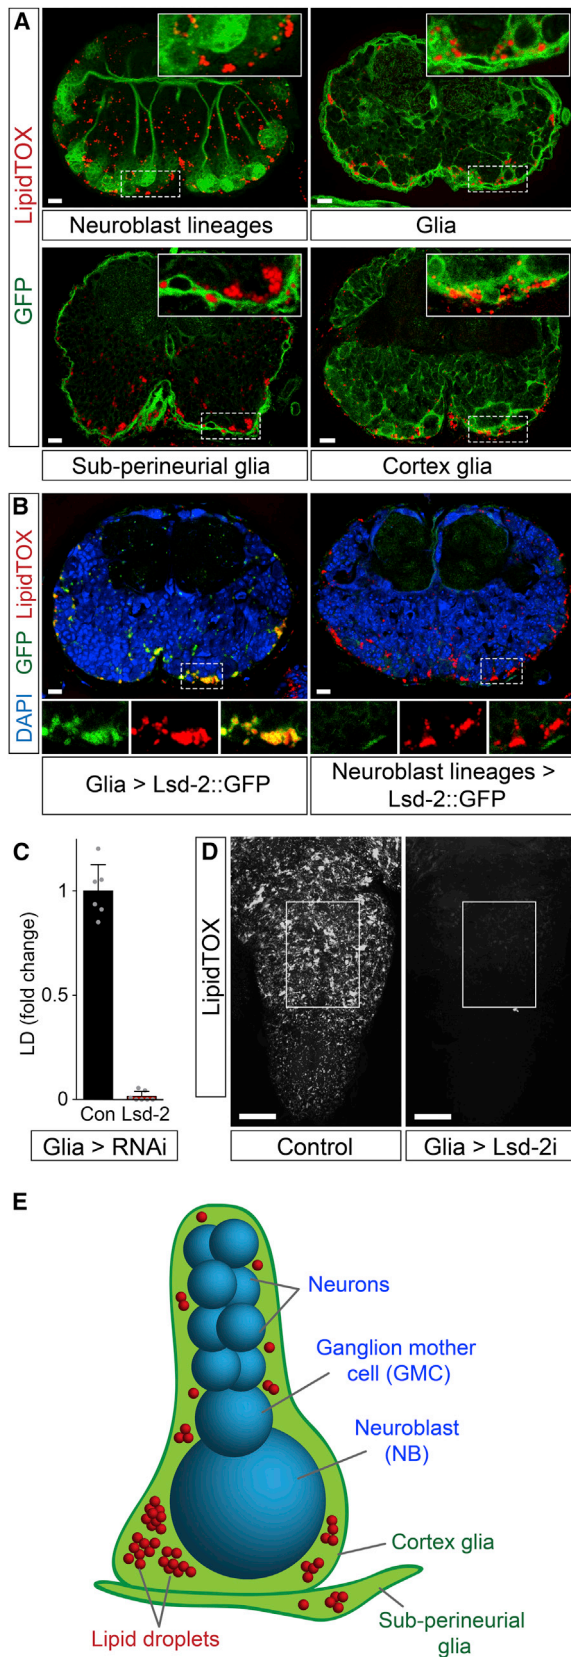 A
LipidTOX
GFP
Neuroblast lineages
Glia
Sub-perineurial glia
Cortex glia
B
DAPI GFP LipidTOX
Glia > Lsd-2::GFP
Neuroblast lineages >
Lsd-2::GFP
C
LD (fold change)
1
0.5
0
Con Lsd-2
Glia > RNAi
D
LipidTOX
Control
Glia > Lsd-2i
E
Neurons
Ganglion mother
cell (GMC)
Neuroblast
(NB)
Cortex glia
Sub-perineurial
glia
Lipid droplets